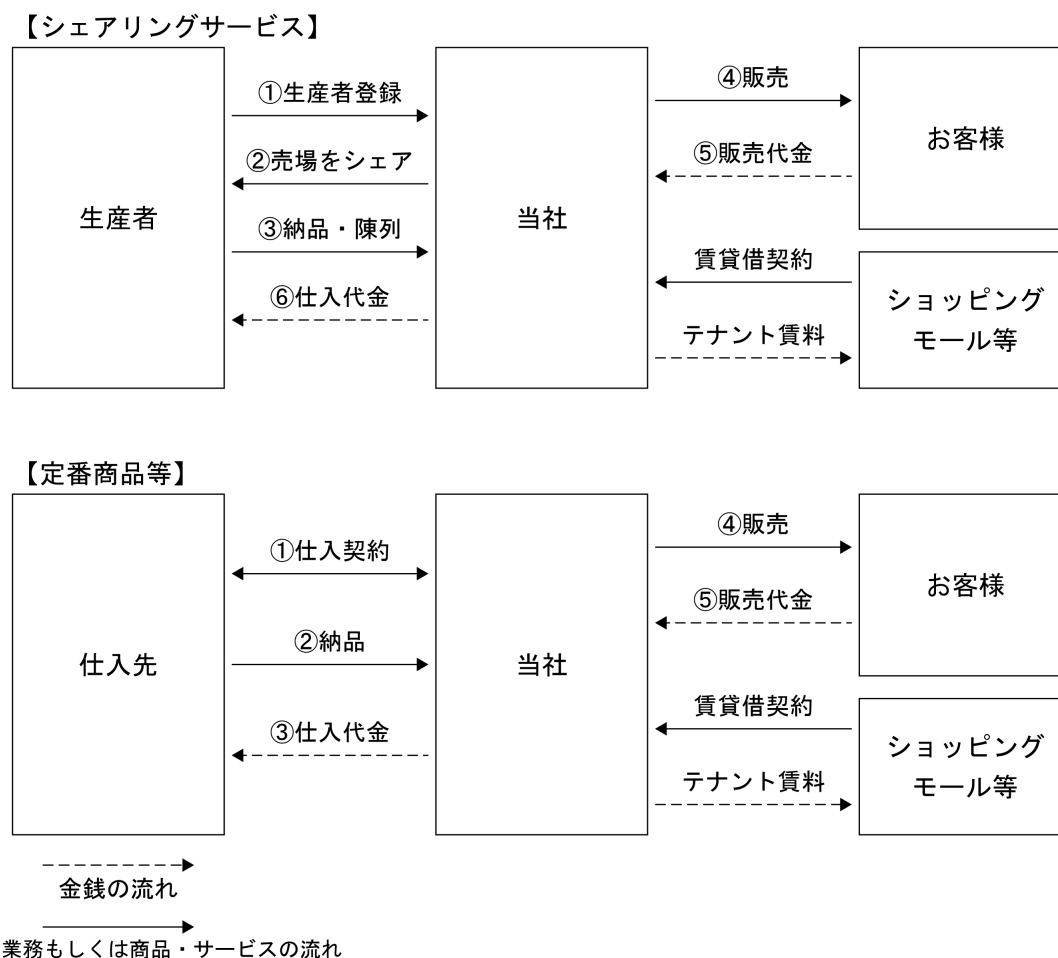 【シェアリングサービス】
生産者
①生産者登録
②売場をシェア
③納品・陳列
⑥仕入代金
当社
④販売
⑤販売代金
賃貸借契約
テナント賃料
お客様
ショッピング
モール等
【定番商品等】
仕入先
①仕入契約
②納品
③仕入代金
当社
④販売
⑤販売代金
賃貸借契約
テナント賃料
お客様
ショッピング
モール等
金銭の流れ
業務もしくは商品・サービスの流れ